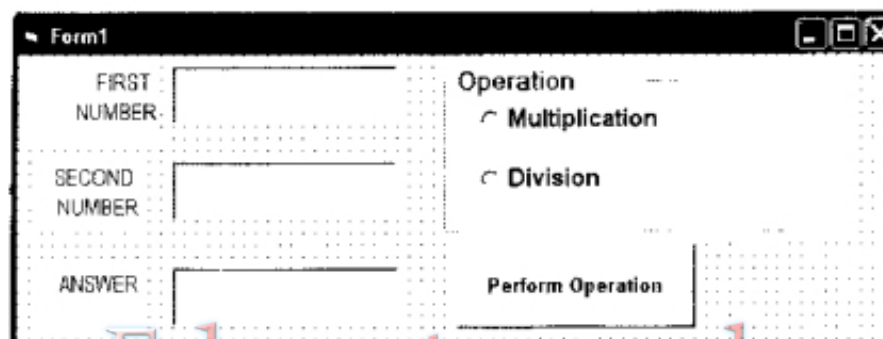 Form1
FIRST
NUMBER
SECOND
NUMBER
ANSWER
Operation
Multiplication
Division
Perform Operation